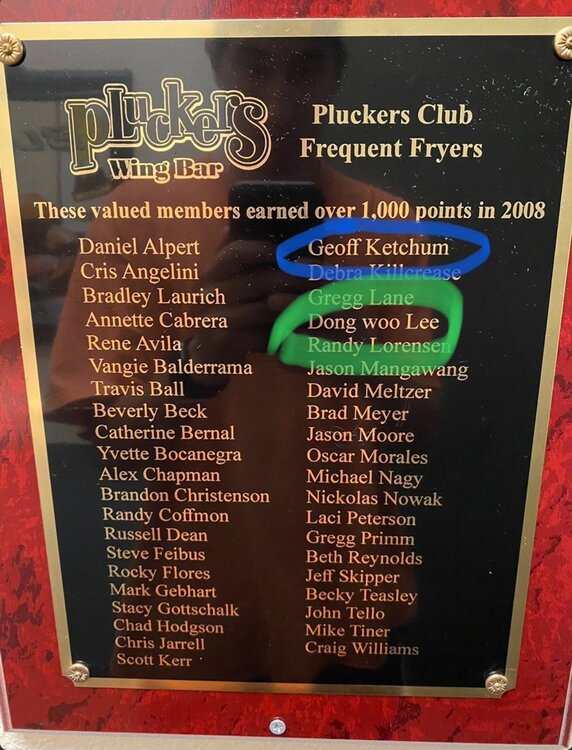 Pluckers
Wing Bar
Pluckers Club
Frequent Fryers
These valued members earned over 1,000 points in 2008
Daniel Alpert
Cris Angelini
Bradley Laurich
Annette Cabrera
Rene Avila
Vangie Balderrama
Travis Ball
Beverly Beck
Catherine Bernal
Yvette Bocanegra
Alex Chapman
Brandon Christenson
Randy Coffmon
Russell Dean
Steve Feibus
Rocky Flores
Mark Gebhart
Stacy Gottschalk
Chad Hodgson
Chris Jarrell
Scott Kerr
Geoff Ketchum
Debra Killcrease
Gregg Lane
Dong woo Lee
Randy Lorensen
Jason Mangawang
David Meltzer
Brad Meyer
Jason Moore
Oscar Morales
Michael Nagy
Nickolas Nowak
Laci Peterson
Gregg Primm
Beth Reynolds
Jeff Skipper
Becky Teasley
John Tello
Mike Tiner
Craig Williams